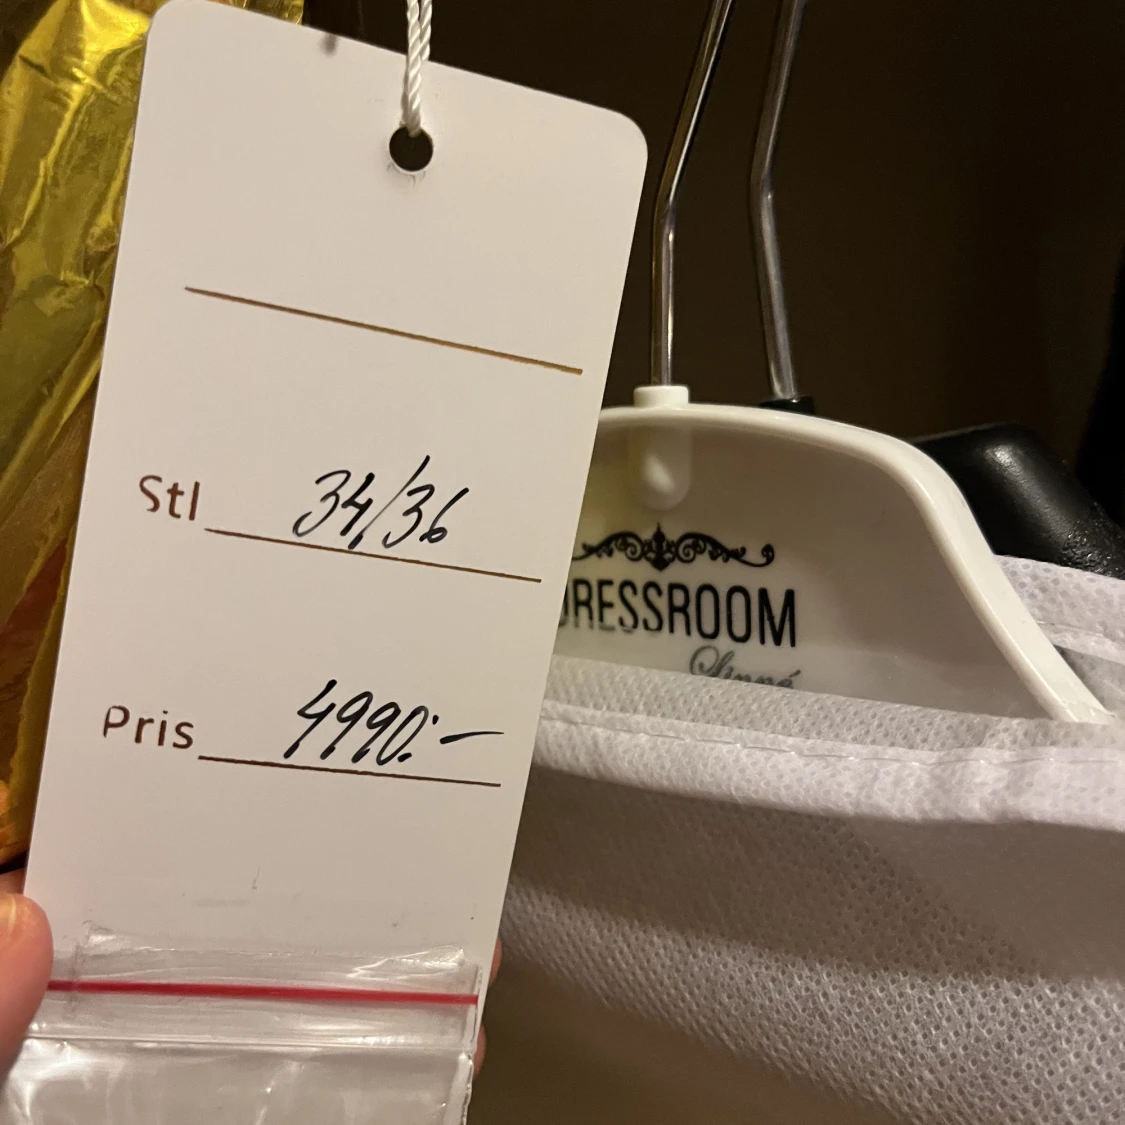 Stl 34/36
Pris 4990:-
DRESSROOM